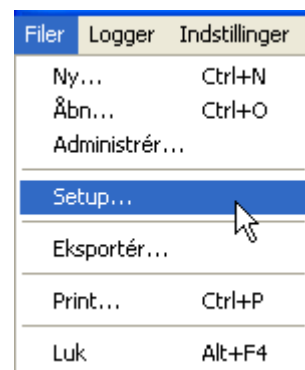 Filer Logger Indstillinger
Ny... Ctrl+N
Åbn... Ctrl+O
Administrér...
Setup...
Eksportér...
Print... Ctrl+P
Luk Alt+F4